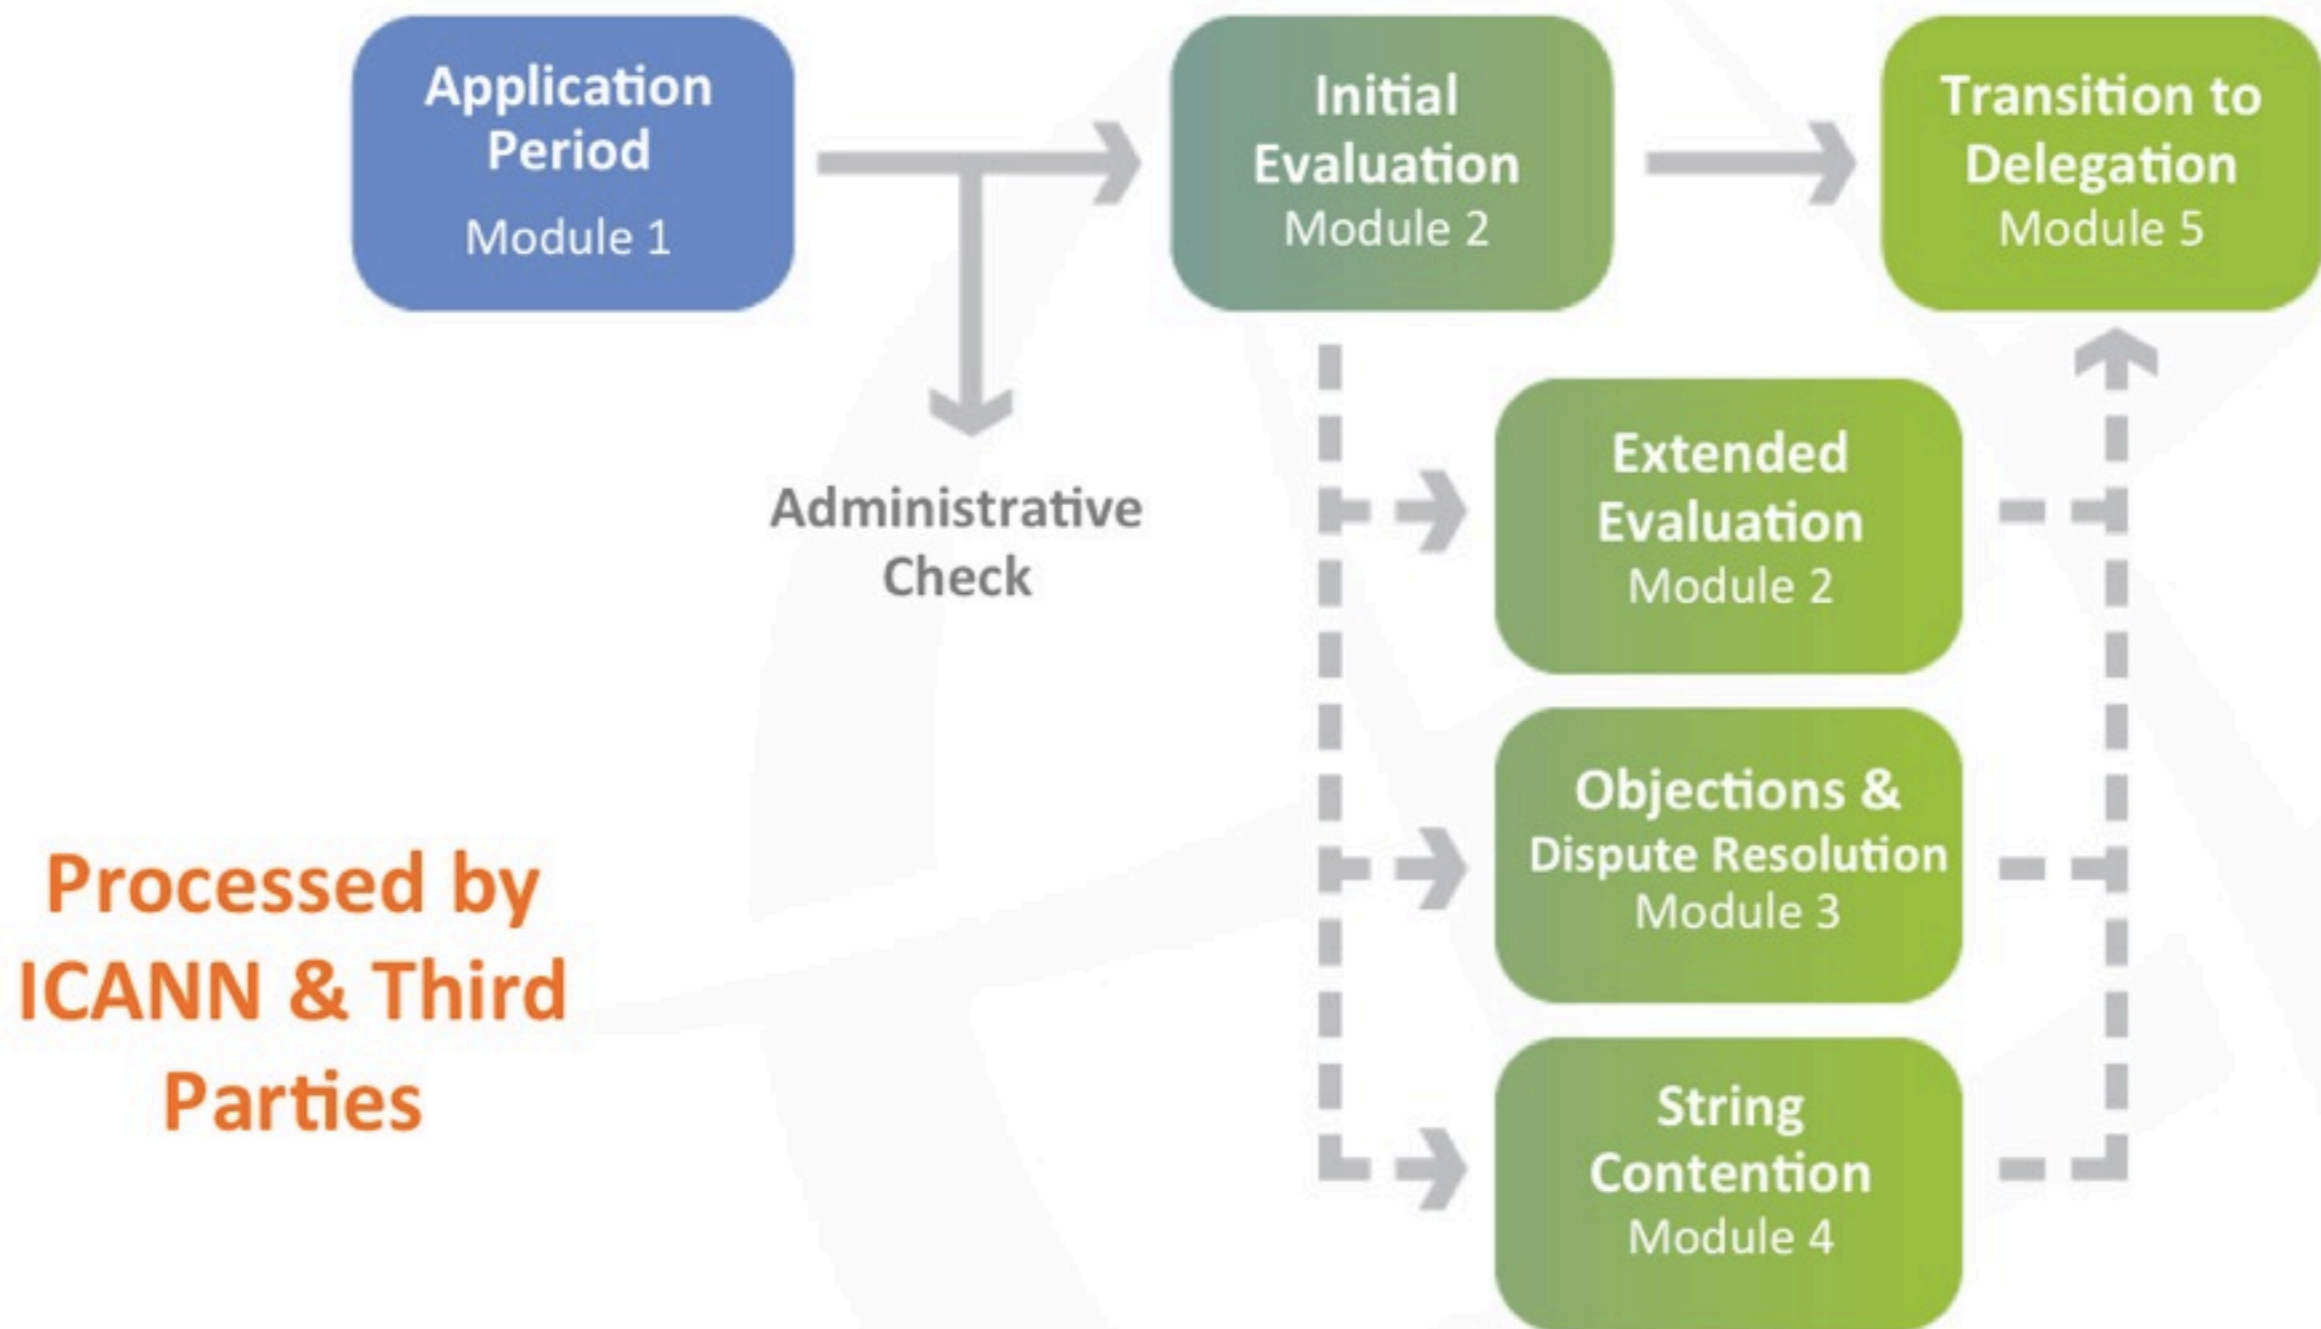 Application
Period
Module 1
Initial
Evaluation
Module 2
Transition to
Delegation
Module 5
Administrative
Check
Extended
Evaluation
Module 2
Objections &
Dispute Resolution
Module 3
String
Contention
Module 4
Processed by
ICANN & Third
Parties